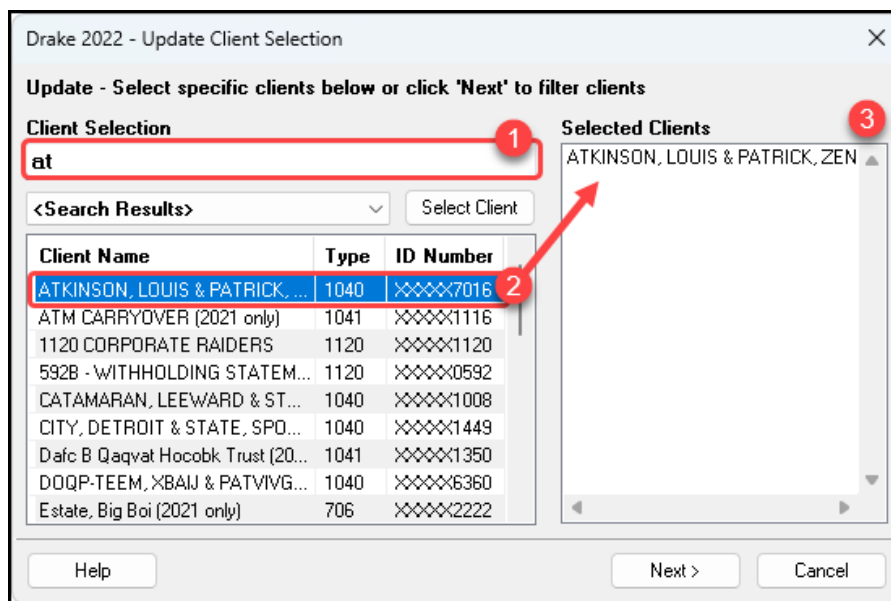 Drake 2022 - Update Client Selection
Update - Select specific clients below or click 'Next' to filter clients
Client Selection
1
at
<Search Results>
Select Client
Client Name Type ID Number
ATKINSON, LOUIS & PATRICK, ... 1040 XXXXX7016
2
ATM CARRYOVER (2021 only) 1041 XXXXX1116
1120 CORPORATE RAIDERS 1120 XXXXX1120
592B - WITHHOLDING STATEM... 1120 XXXXX0592
CATAMARAN, LEEWARD & ST... 1040 XXXXX1008
CITY, DETROIT & STATE, SPO... 1040 XXXXX1449
Dafc B Qaqvat Hocobk Trust (20... 1041 XXXXX1350
DOQP-TEEM, XBAIJ & PATVIVG... 1040 XXXXX6360
Estate, Big Boi (2021 only) 706 XXXXX2222
Selected Clients
3
ATKINSON, LOUIS & PATRICK, ZEN
Help
Next >
Cancel